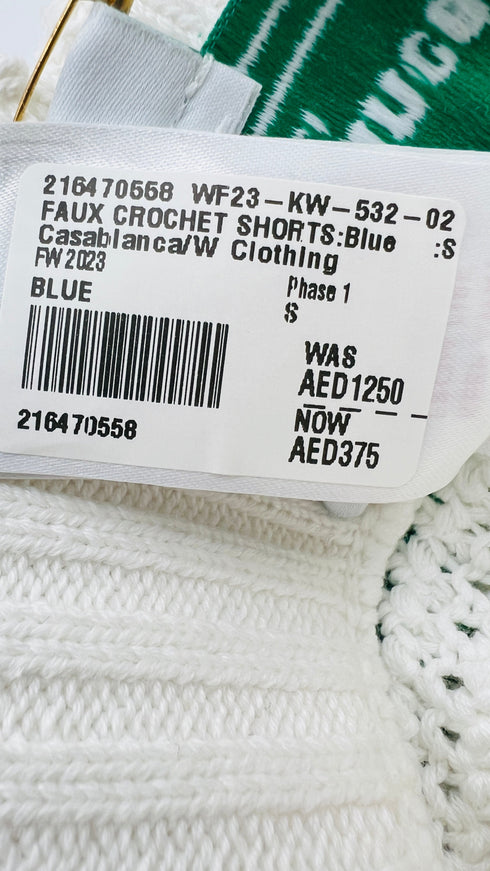 216470558 WF23-KW-532-02
FAUX CROCHET SHORTS:Blue :S
Casablanca/W Clothing
FW2023
BLUE
Phase 1
S
WAS
AED1250
NOW
AED375
216470558